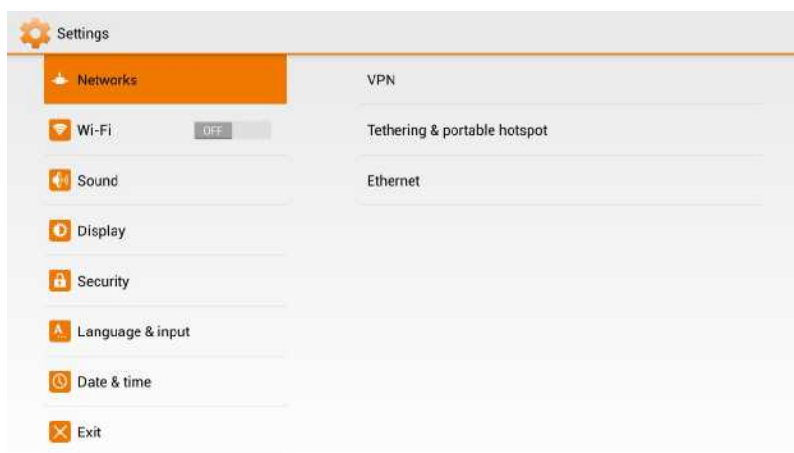 Settings
Networks
Wi-Fi OFF
Sound
Display
Security
Language & input
Date & time
Exit
VPN
Tethering & portable hotspot
Ethernet